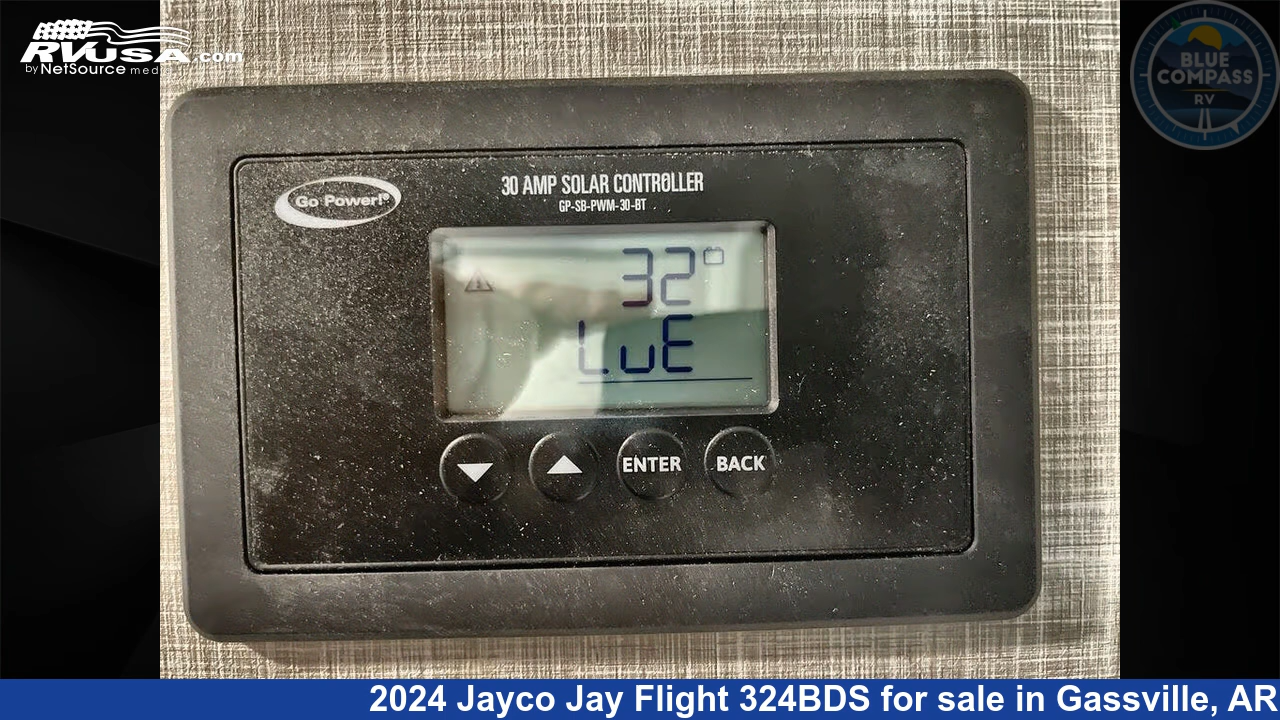 RVUSA.com
by NetSource media
BLUE
COMPASS
RV
Go Power!®
30 AMP SOLAR CONTROLLER
GP-SB-PWM-30-BT
32°
LuE
ENTER
BACK
2024 Jayco Jay Flight 324BDS for sale in Gassville, AR